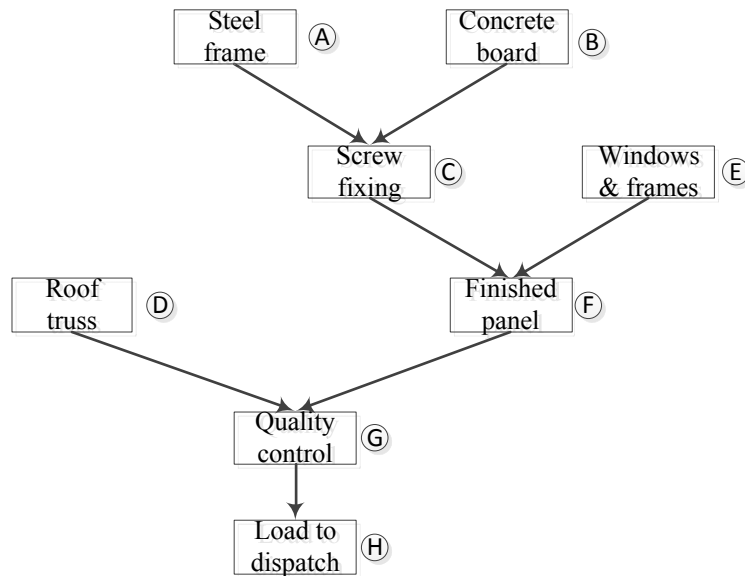 Steel
frame
A
Concrete
board
B
Screw
fixing
C
Windows
& frames
E
Roof
truss
D
Finished
panel
F
Quality
control
G
Load to
dispatch
H